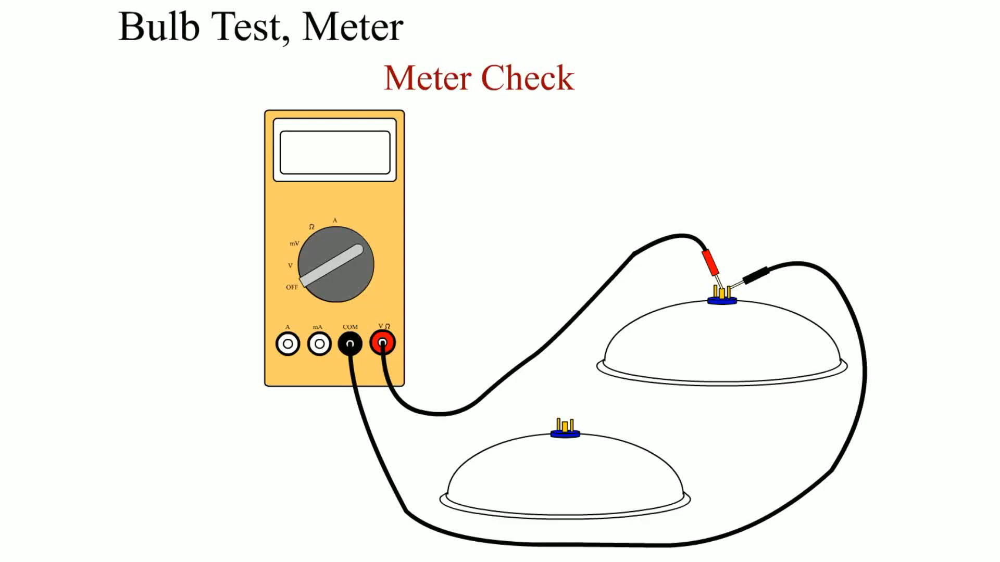 Bulb Test, Meter
Meter Check
A
Ω
mV
V
OFF
A mA COM V Ω